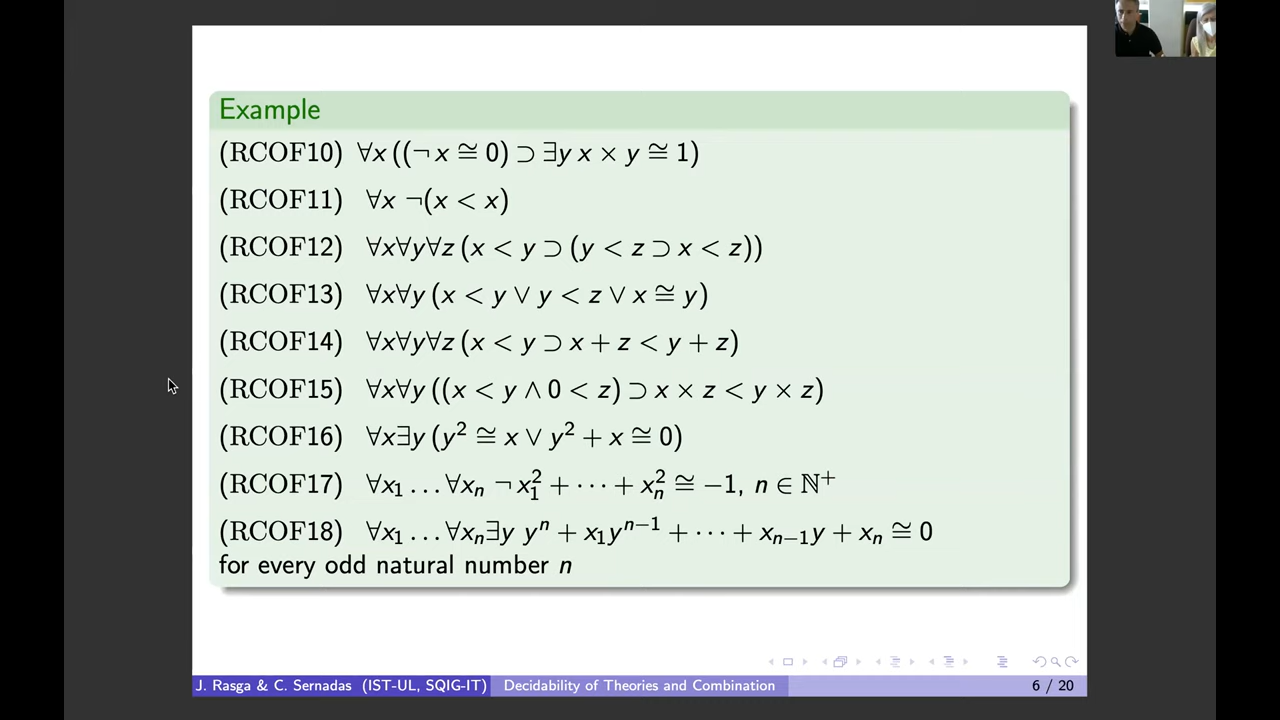 Example
(RCOF10) ∀x ((¬ x ≅ 0) ⊃ ∃y x × y ≅ 1)
(RCOF11) ∀x ¬(x < x)
(RCOF12) ∀x∀y∀z (x < y ⊃ (y < z ⊃ x < z))
(RCOF13) ∀x∀y (x < y ∨ y < z ∨ x ≅ y)
(RCOF14) ∀x∀y∀z (x < y ⊃ x + z < y + z)
(RCOF15) ∀x∀y ((x < y ∧ 0 < z) ⊃ x × z < y × z)
(RCOF16) ∀x∃y (y² ≅ x ∨ y² + x ≅ 0)
(RCOF17) ∀x₁ … ∀xₙ ¬ x₁² + ⋯ + xₙ² ≅ −1, n ∈ ℕ⁺
(RCOF18) ∀x₁ … ∀xₙ∃y yⁿ + x₁yⁿ⁻¹ + ⋯ + xₙ₋₁y + xₙ ≅ 0
for every odd natural number n
J. Rasga & C. Sernadas (IST-UL, SQIG-IT) Decidability of Theories and Combination 6 / 20